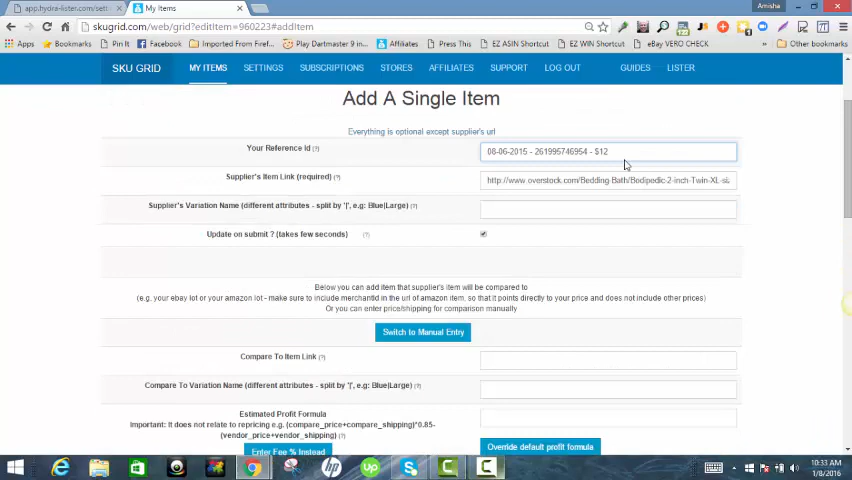 Amisha
app.hydra-lister.com/sett
My Items
skugrid.com/web/grid?editItem=960223#addItem
Apps Pin It Facebook Imported From Firef... Play Dartmaster 9 in... Affiliates Press This EZ ASIN Shortcut EZ WIN Shortcut eBay VERO CHECK Other bookmarks
SKU GRID MY ITEMS SETTINGS SUBSCRIPTIONS STORES AFFILIATES SUPPORT LOG OUT GUIDES LISTER
Add A Single Item
Everything is optional except supplier's url
Your Reference Id (?) 08-06-2015 - 261995746954 - $12
Supplier's Item Link (required) (?) http://www.overstock.com/Bedding-Bath/Bedipedic-2-inch-Twin-XL-si
Supplier's Variation Name (different attributes - split by '|', e.g: Blue|Large) (?)
Update on submit ? (takes few seconds) (?)
Below you can add item that supplier's item will be compared to
(e.g, your ebay lot or your amazon lot - make sure to include merchantid in the url of amazon item, so that it points directly to your price and does not include other prices)
Or you can enter price/shipping for comparison manually
Switch to Manual Entry
Compare To Item Link (?)
Compare To Variation Name (different attributes - split by '|', e.g: Blue|Large) (?)
Estimated Profit Formula
Important: It does not relate to repricing e.g. (compare_price+compare_shipping)*0.85-
(vendor_price+vendor_shipping) (?)
Enter Fee % Instead
Override default profit formula
10:33 AM
1/8/2016